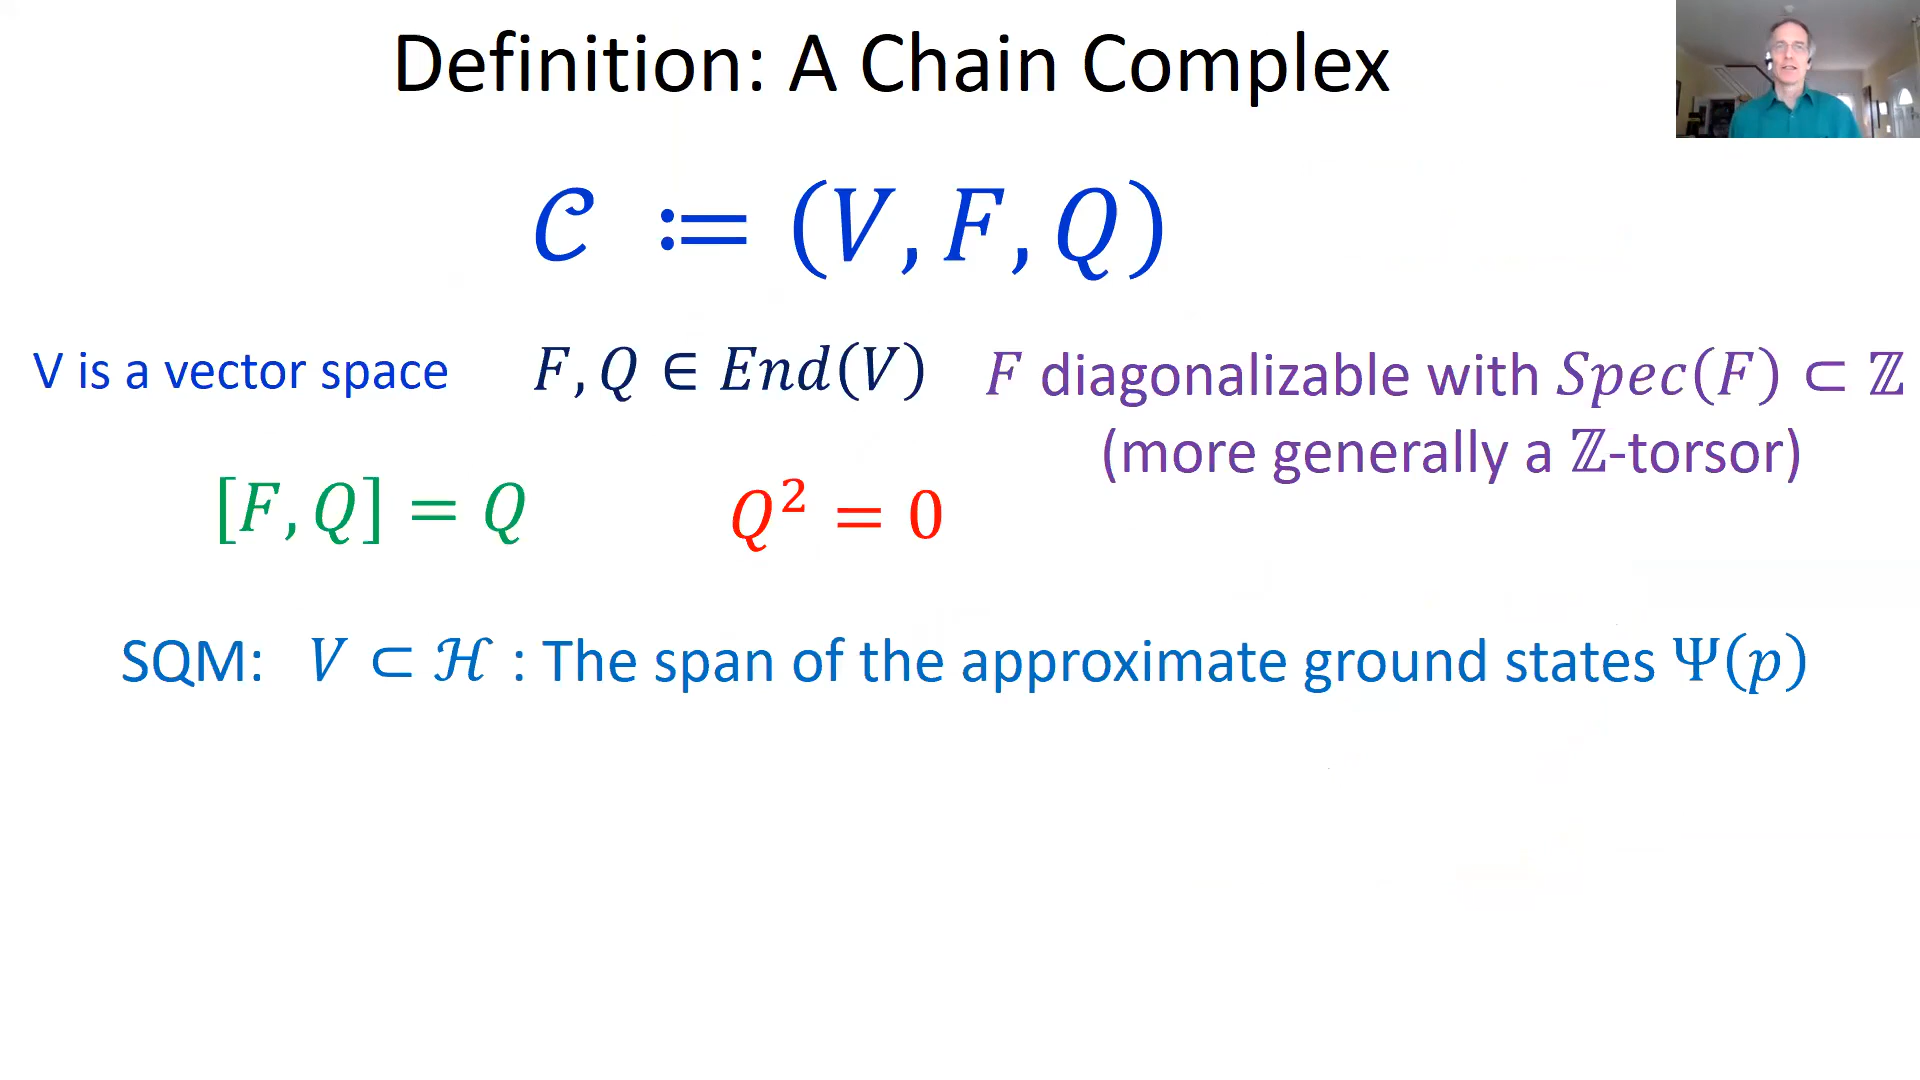 Definition: A Chain Complex
𝒞 := (V, F, Q)
V is a vector space F, Q ∈ End(V) F diagonalizable with Spec(F) ⊂ ℤ
(more generally a ℤ-torsor)
[F, Q] = Q Q² = 0
SQM: V ⊂ ℋ : The span of the approximate ground states Ψ(p)